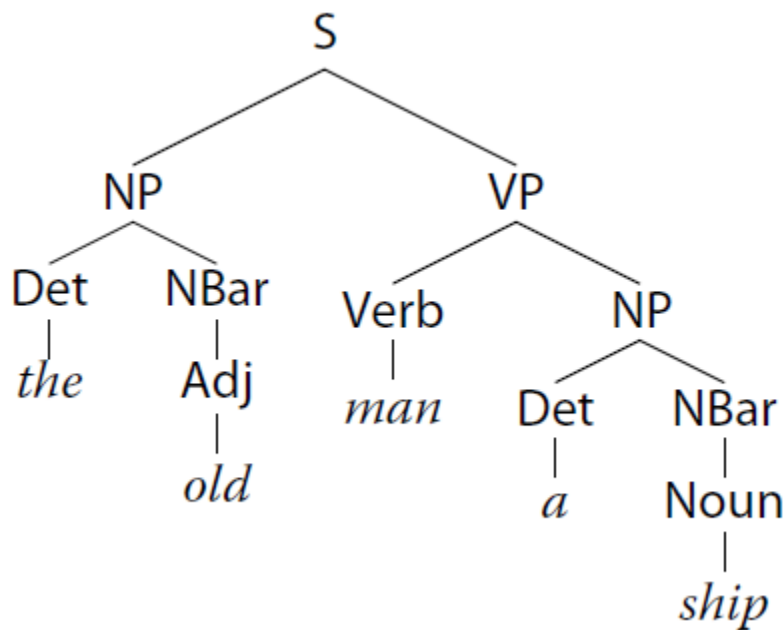 S
NP VP
Det NBar Verb NP
the Adj man Det NBar
old a Noun
ship